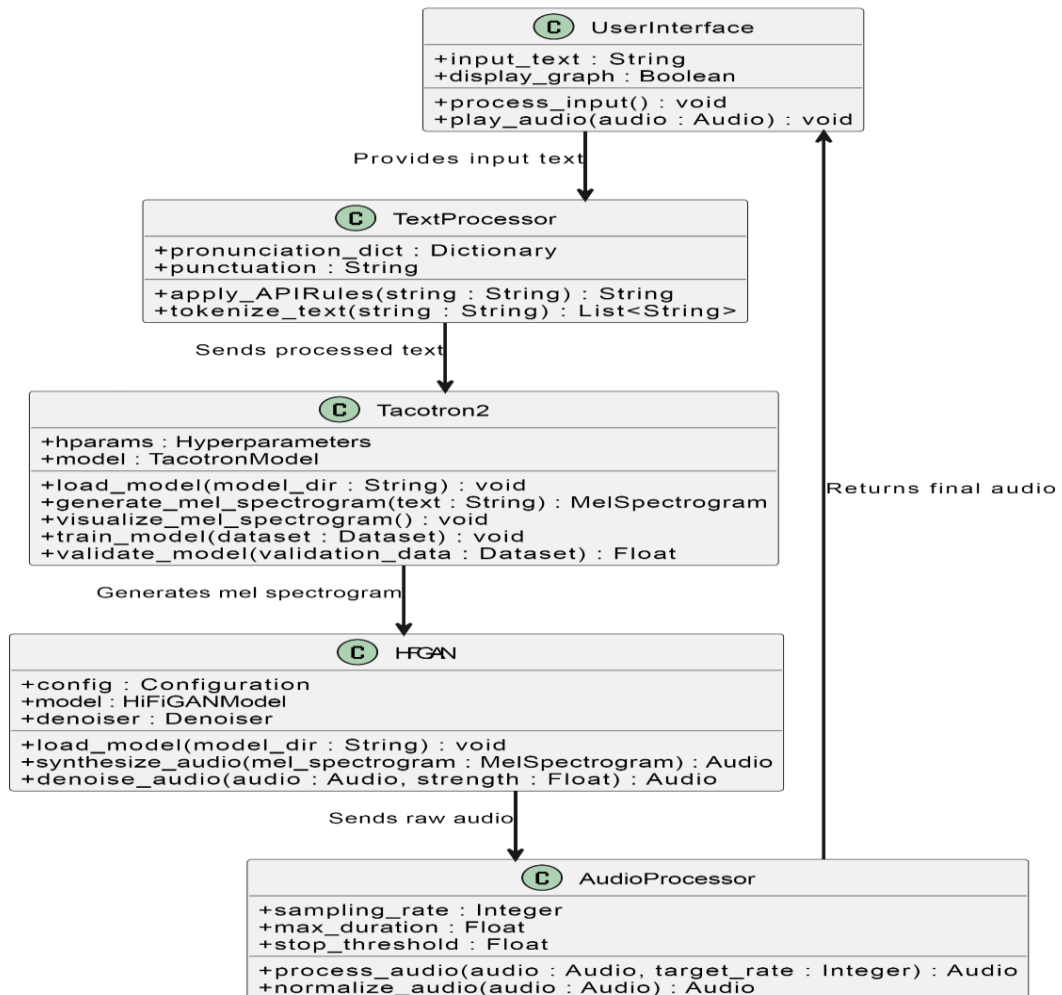 C UserInterface
+input_text : String
+display_graph : Boolean
+process_input() : void
+play_audio(audio : Audio) : void
Provides input text
C TextProcessor
+pronunciation_dict : Dictionary
+punctuation : String
+apply_APIRules(string : String) : String
+tokenize_text(string : String) : List<String>
Sends processed text
C Tacotron2
+hparams : Hyperparameters
+model : TacotronModel
+load_model(model_dir : String) : void
+generate_mel_spectrogram(text : String) : MelSpectrogram
+visualize_mel_spectrogram() : void
+train_model(dataset : Dataset) : void
+validate_model(validation_data : Dataset) : Float
Returns final audio
Generates mel spectrogram
C HiFiGAN
+config : Configuration
+model : HiFiGANModel
+denoiser : Denoiser
+load_model(model_dir : String) : void
+synthesize_audio(mel_spectrogram : MelSpectrogram) : Audio
+denoise_audio(audio : Audio, strength : Float) : Audio
Sends raw audio
C AudioProcessor
+sampling_rate : Integer
+max_duration : Float
+stop_threshold : Float
+process_audio(audio : Audio, target_rate : Integer) : Audio
+normalize_audio(audio : Audio) : Audio